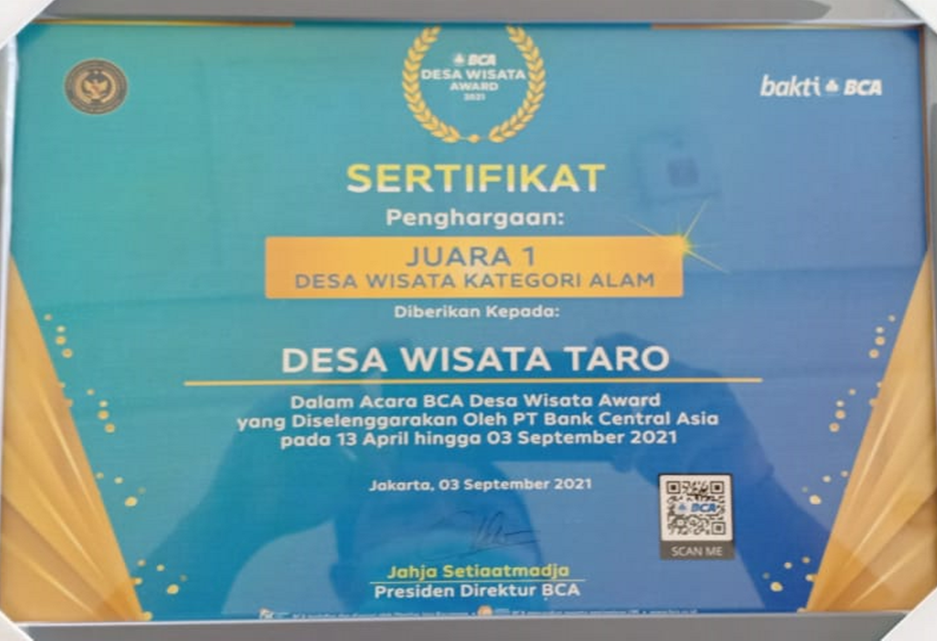 BCA
DESA WISATA
AWARD
2021
bakti BCA
SERTIFIKAT
Penghargaan:
JUARA 1
DESA WISATA KATEGORI ALAM
Diberikan Kepada:
DESA WISATA TARO
Dalam Acara BCA Desa Wisata Award
yang Diselenggarakan Oleh PT Bank Central Asia
pada 13 April hingga 03 September 2021
Jakarta, 03 September 2021
BCA
SCAN ME
Jahja Setiaatmadja
Presiden Direktur BCA